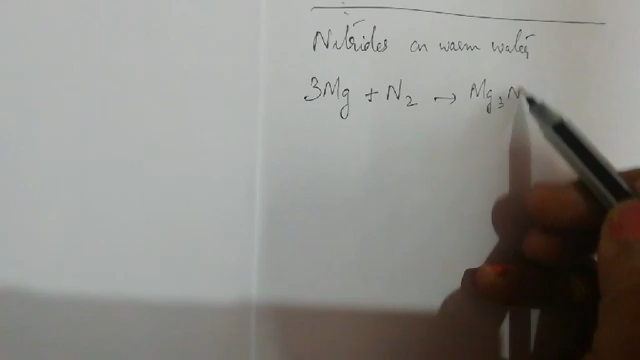 Nitrides on warm water
3Mg + N2 → Mg3N